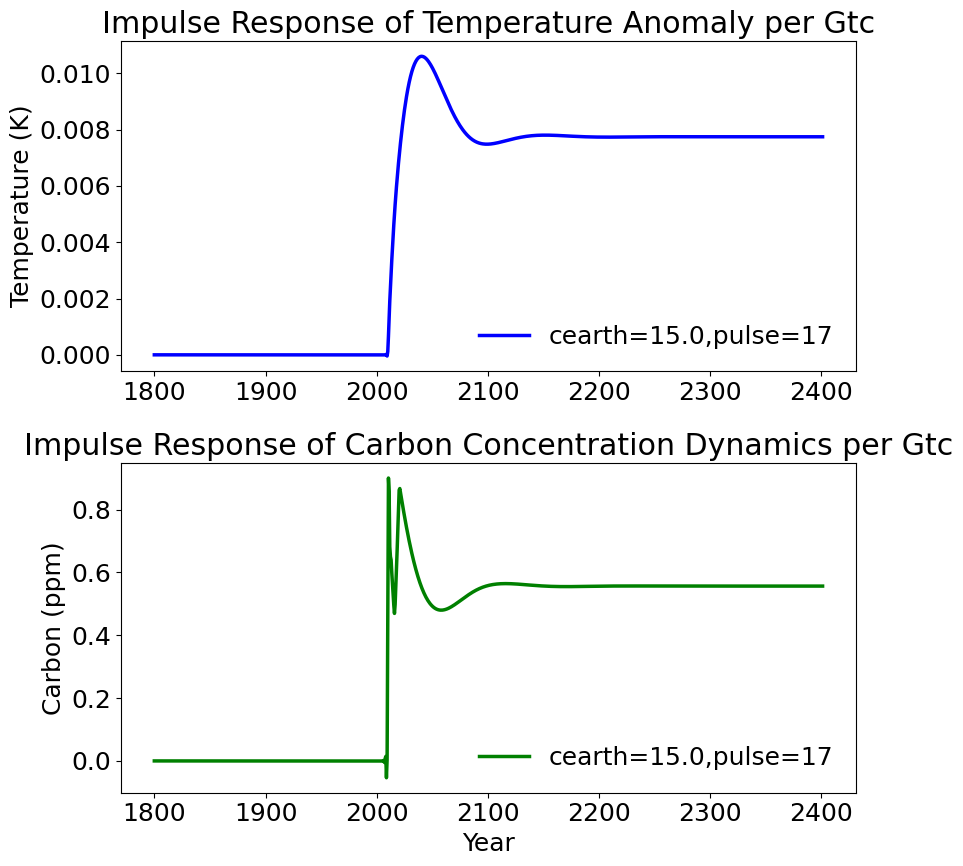 Impulse Response of Temperature Anomaly per Gtc
Temperature (K)
0.010
0.008
0.006
0.004
0.002
0.000
cearth=15.0,pulse=17
1800 1900 2000 2100 2200 2300 2400
Impulse Response of Carbon Concentration Dynamics per Gtc
Carbon (ppm)
0.8
0.6
0.4
0.2
0.0
cearth=15.0,pulse=17
1800 1900 2000 2100 2200 2300 2400
Year